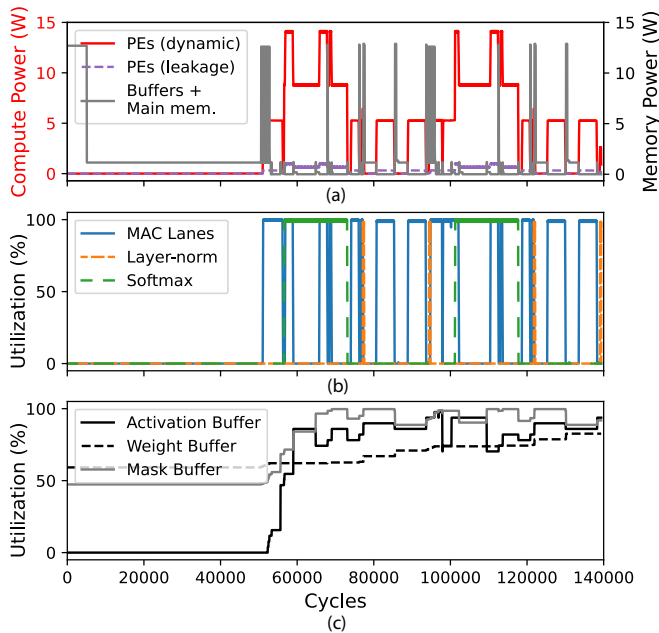 15
10
5
0
Compute Power (W)
PEs (dynamic)
PEs (leakage)
Buffers +
Main mem.
15
10
5
0
Memory Power (W)
(a)
100
50
0
Utilization (%)
MAC Lanes
Layer-norm
Softmax
(b)
100
50
0
Utilization (%)
Activation Buffer
Weight Buffer
Mask Buffer
0 20000 40000 60000 80000 100000 120000 140000
Cycles
(c)